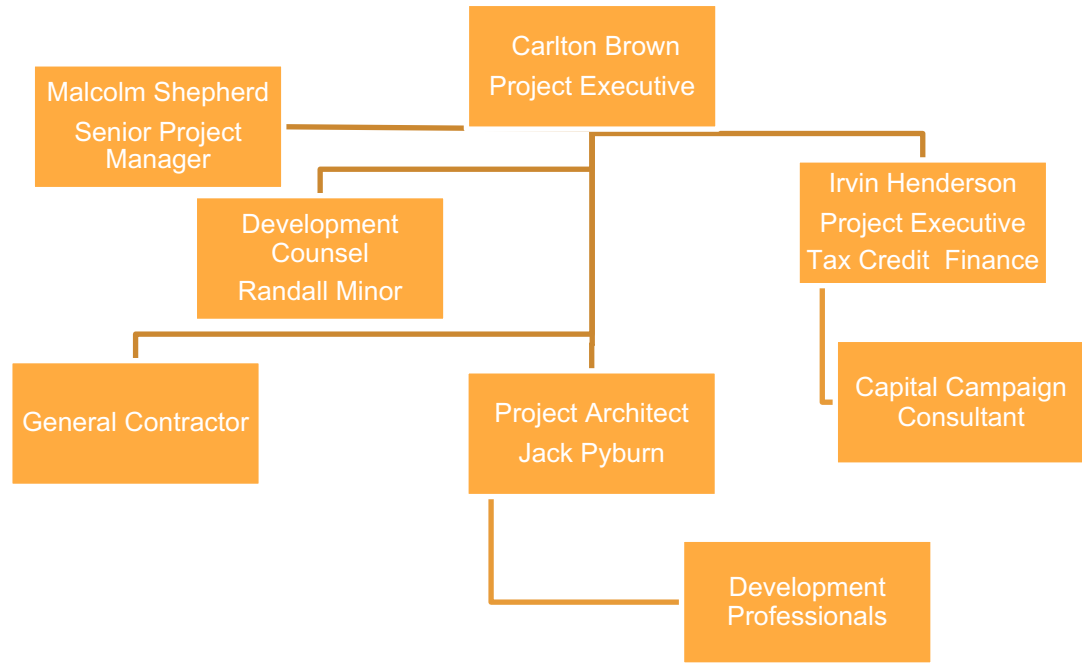 Carlton Brown
Project Executive
Malcolm Shepherd
Senior Project
Manager
Irvin Henderson
Project Executive
Tax Credit  Finance
Development
Counsel
Randall Minor
General Contractor
Project Architect
Jack Pyburn
Capital Campaign
Consultant
Development
Professionals